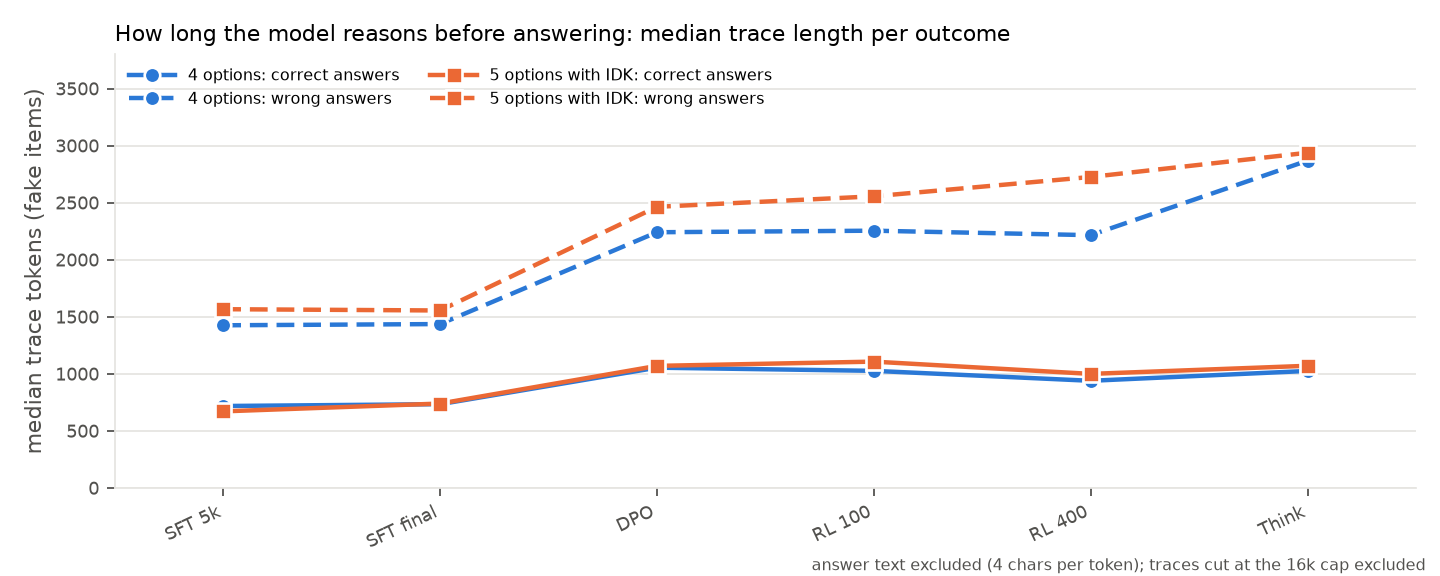 How long the model reasons before answering: median trace length per outcome
4 options: correct answers
4 options: wrong answers
5 options with IDK: correct answers
5 options with IDK: wrong answers
median trace tokens (fake items)
3500
3000
2500
2000
1500
1000
500
0
SFT 5k
SFT final
DPO
RL 100
RL 400
Think
answer text excluded (4 chars per token); traces cut at the 16k cap excluded